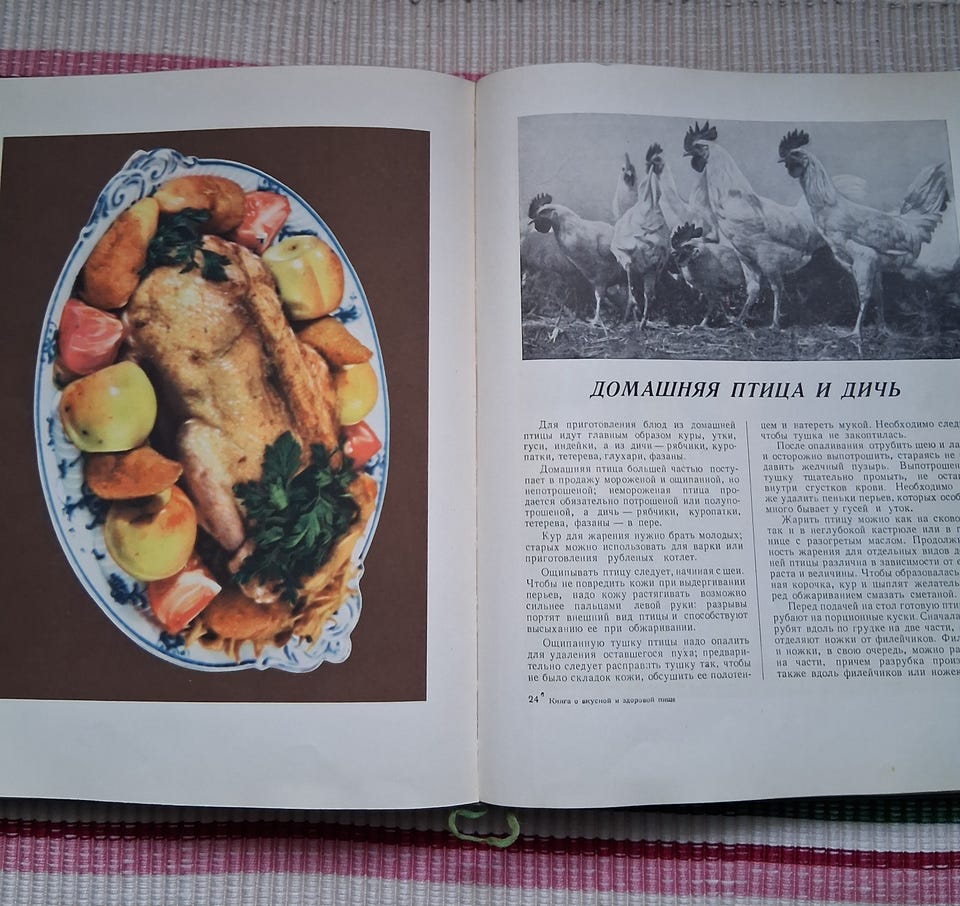 ДОМАШНЯЯ ПТИЦА И ДИЧЬ
Для приготовления блюд из домашней
птицы идут главным образом куры, утки,
гуси, индейки, а из дичи — рябчики, куро-
патки, тетерева, глухари, фазаны.
Домашняя птица большей частью посту-
пает в продажу мороженой и ощипанной, но
непотрошеной; немороженая птица про-
дается обязательно потрошеной или полупо-
трошеной, а дичь — рябчики, куропатки,
тетерева, фазаны — в пере.
Кур для жарения нужно брать молодых;
старых можно использовать для варки или
приготовления рубленых котлет.
Ощипывать птицу следует, начиная с шеи.
Чтобы не повредить кожи при выдергивании
перьев, надо кожу растягивать возможно
сильнее пальцами левой руки: разрывы
портят внешний вид птицы и способствуют
высыханию ее при обжаривании.
Ощипанную тушку птицы надо опалить
для удаления оставшегося пуха; предвари-
тельно следует расправить тушку так, чтобы
не было складок кожи, обсушить ее полотен-
цем и натереть мукой. Необходимо след
чтобы тушка не закоптилась.
После опаливания отрубить шею и ла
и осторожно выпотрошить, стараясь не
давить желчный пузырь. Выпотрошен
тушку тщательно промыть, не оста
внутри сгустков крови. Необходимо
же удалить пеньки перьев, которых особ
много бывает у гусей и уток.
Жарить птицу можно как на сково
так и в неглубокой кастрюле или в г
нице с разогретым маслом. Продолжи
ность жарения для отдельных видов д
ней птицы различна в зависимости от е
раста и величины. Чтобы образовалась
ная корочка, кур и цыплят желатель
ред обжариванием смазать сметаной.
Перед подачей на стол готовую пти
рубают на порционные куски. Сначала
рубят вдоль по грудке на две части,
отделяют ножки от филейчиков. Фил
и ножки, в свою очередь, можно ра
на части, причем разрубка произ
также вдоль филейчиков или ножек
24* Книга о вкусной и здоровой пище